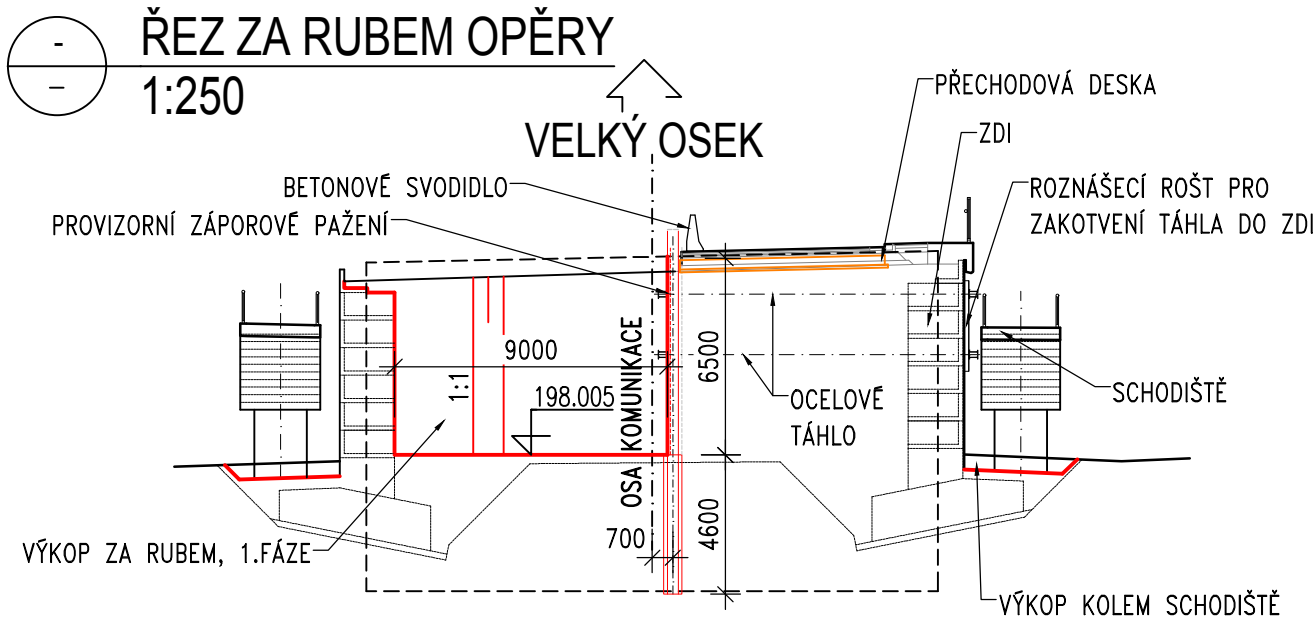 -
ŘEZ ZA RUBEM OPĚRY
–
1:250
VELKÝ OSEK
PŘECHODOVÁ DESKA
ZDI
BETONOVÉ SVODIDLO
ROZNÁŠECÍ ROŠT PRO
ZAKOTVENÍ TÁHLA DO ZDI
PROVIZORNÍ ZÁPOROVÉ PAŽENÍ
9000
6500
1:1
198.005
OSA KOMUNIKACE
OCELOVÉ
TÁHLO
SCHODIŠTĚ
700
4600
VÝKOP ZA RUBEM, 1.FÁZE
VÝKOP KOLEM SCHODIŠTĚ